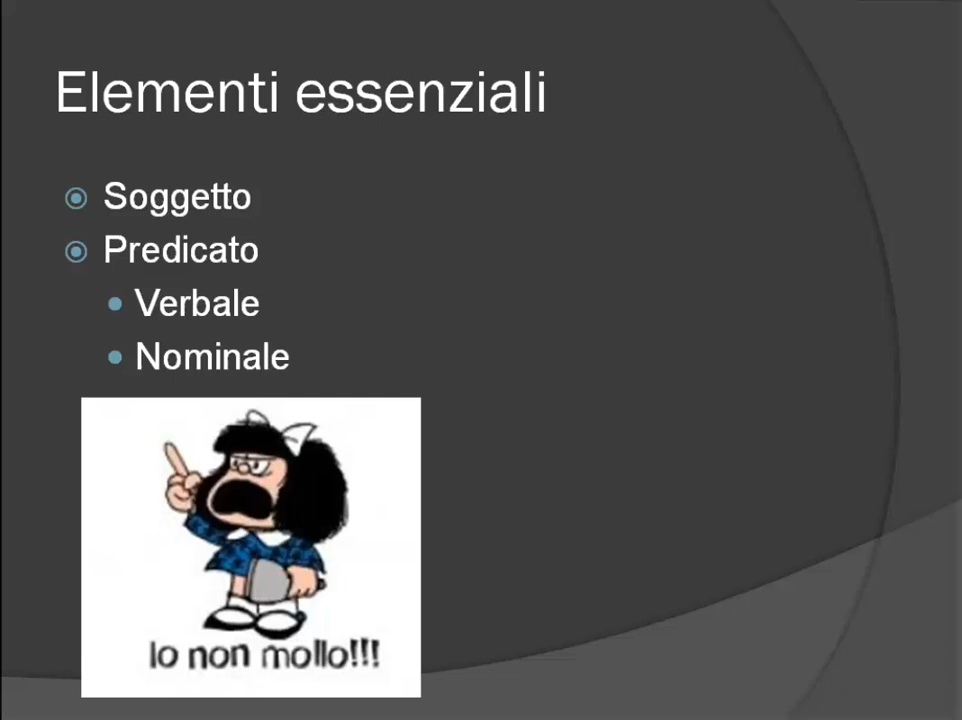 Elementi essenziali
Soggetto
Predicato
Verbale
Nominale
Io non mollo!!!